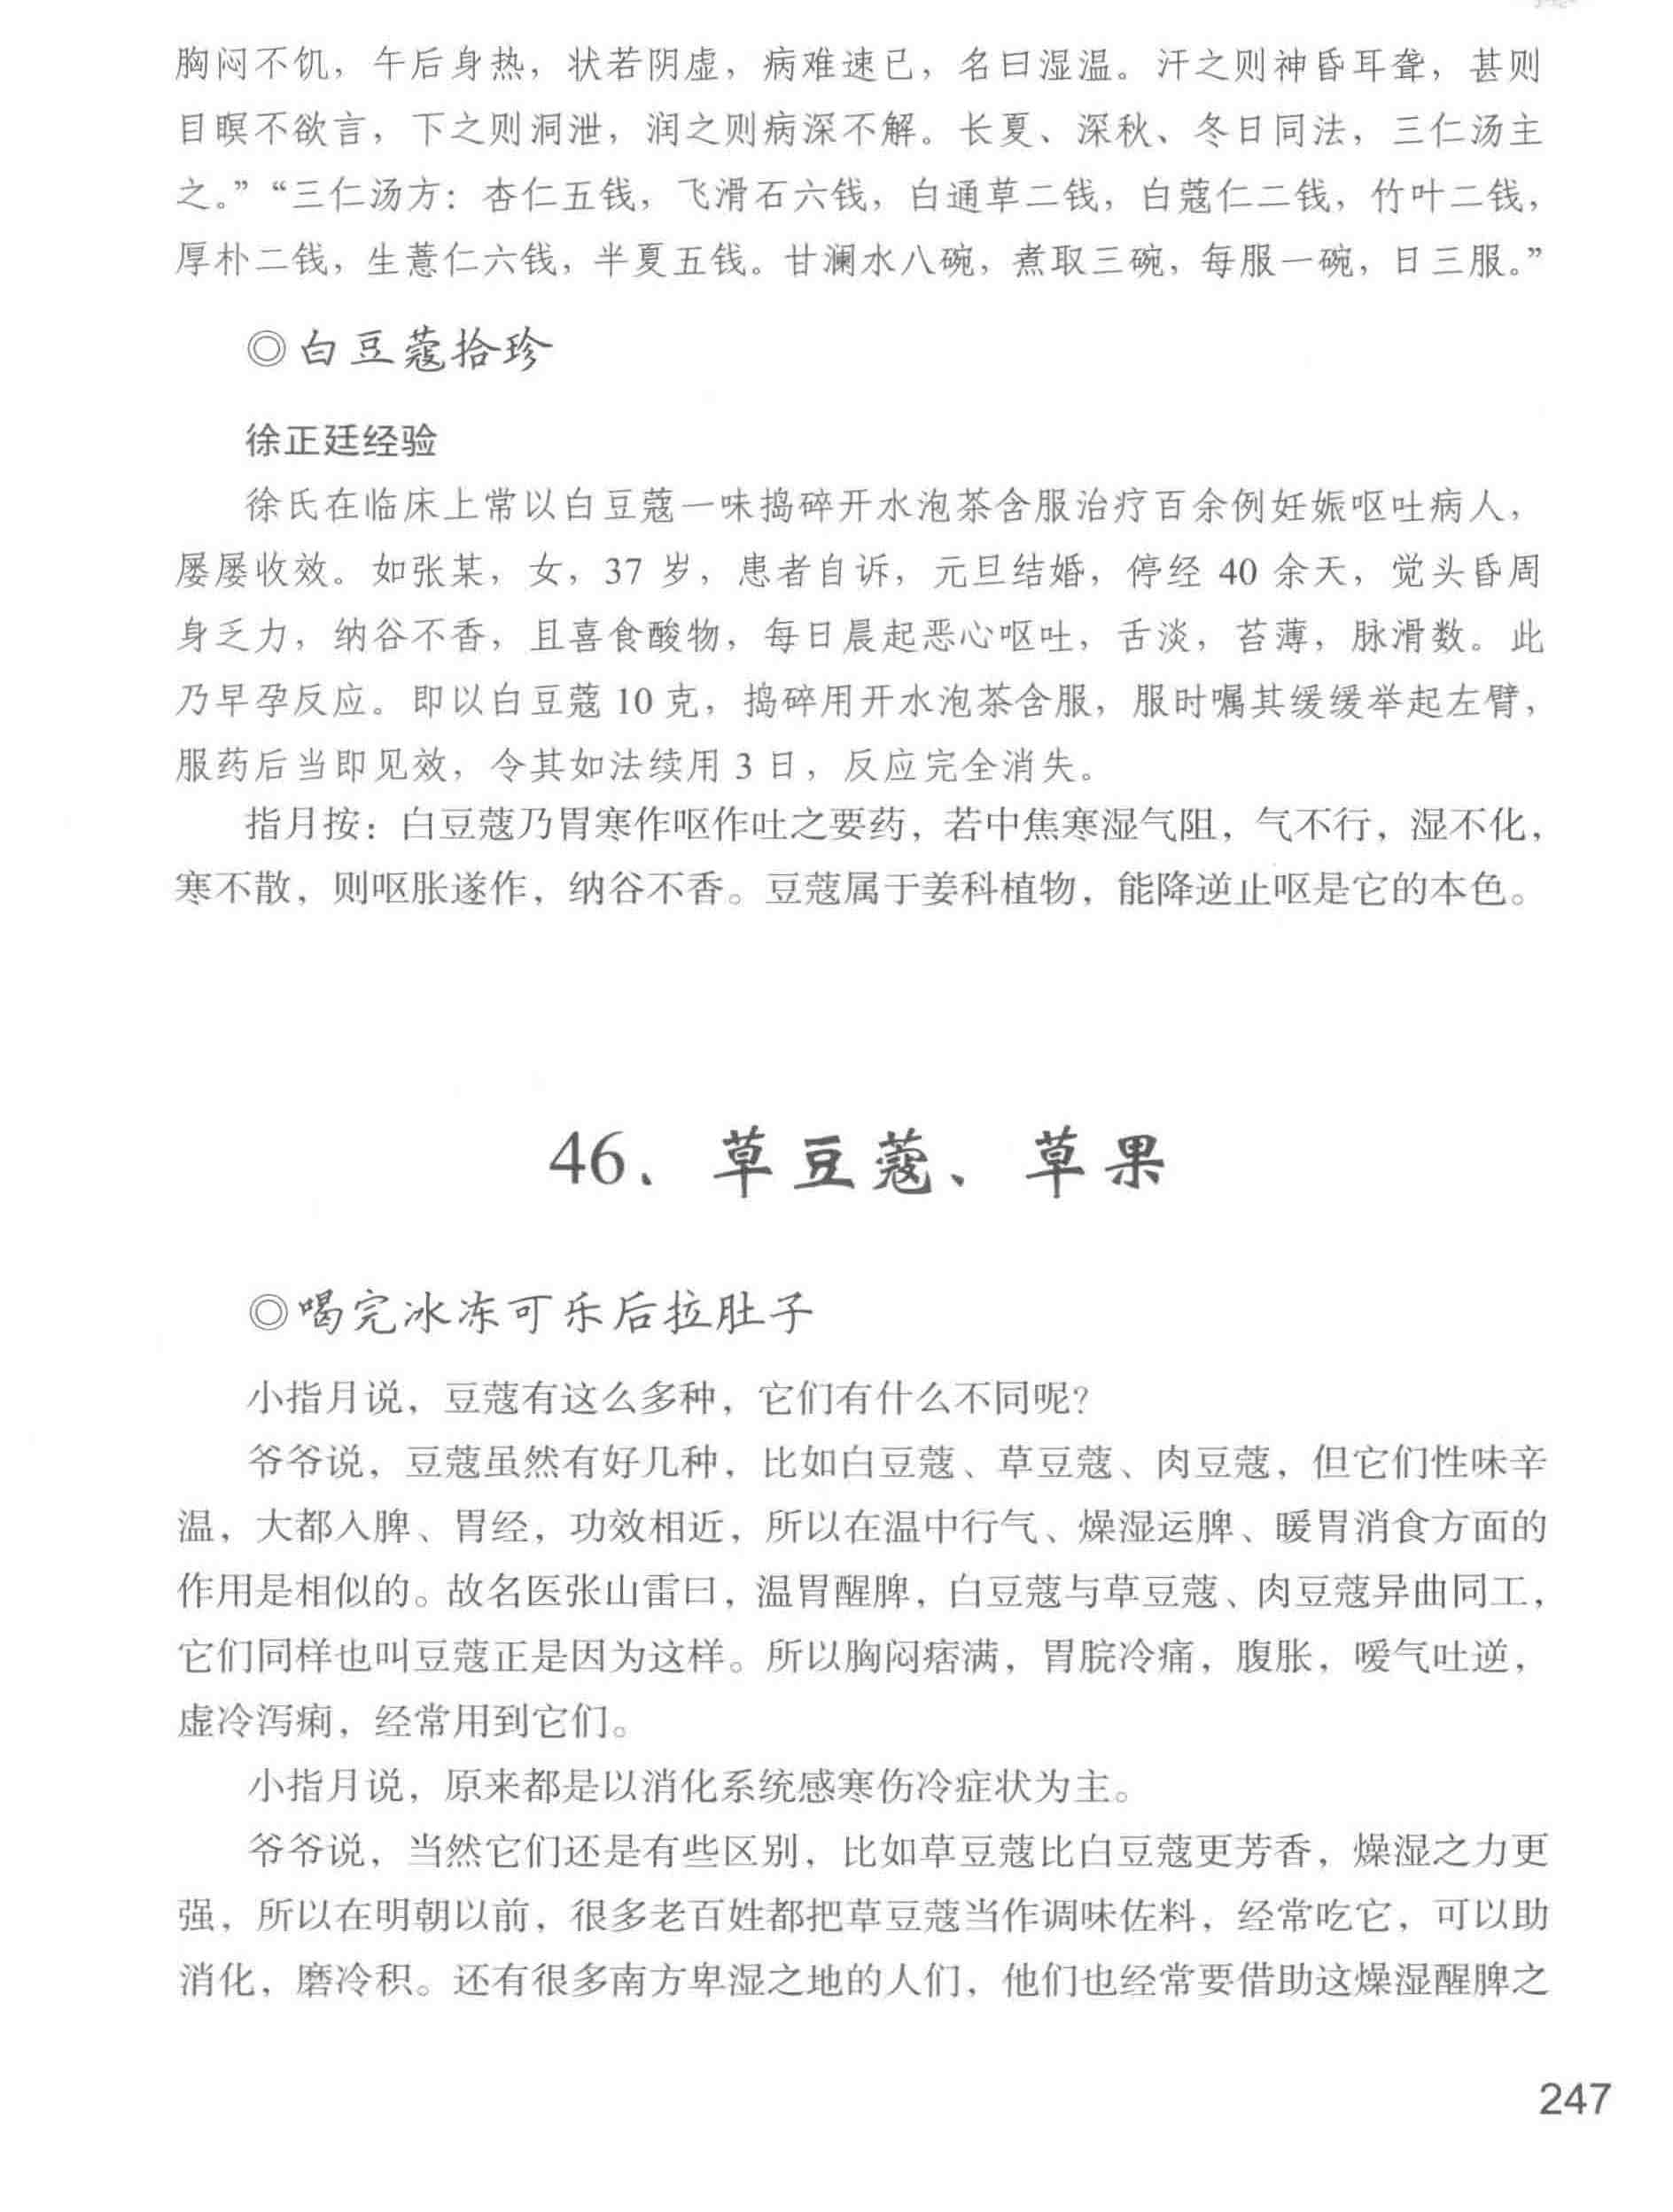 胸闷不饥，午后身热，状若阴虚，病难速已，名曰湿温。汗之则神昏耳聋，甚则
目瞑不欲言，下之则洞泄，润之则病深不解。长夏、深秋、冬日同法，三仁汤主
之。”“三仁汤方：杏仁五钱，飞滑石六钱，白通草二钱，白蔻仁二钱，竹叶二钱，
厚朴二钱，生薏仁六钱，半夏五钱。甘澜水八碗，煮取三碗，每服一碗，日三服。”
◎白豆蔻拾珍
徐正廷经验
徐氏在临床上常以白豆蔻一味捣碎开水泡茶含服治疗百余例妊娠呕吐病人，
屡屡收效。如张某，女，37 岁，患者自诉，元旦结婚，停经 40 余天，觉头昏周
身乏力，纳谷不香，且喜食酸物，每日晨起恶心呕吐，舌淡，苔薄，脉滑数。此
乃早孕反应。即以白豆蔻 10 克，捣碎用开水泡茶含服，服时嘱其缓缓举起左臂，
服药后当即见效，令其如法续用 3 日，反应完全消失。
指月按：白豆蔻乃胃寒作呕作吐之要药，若中焦寒湿气阻，气不行，湿不化，
寒不散，则呕胀遂作，纳谷不香。豆蔻属于姜科植物，能降逆止呕是它的本色。
46、草豆蔻、草果
◎喝完冰冻可乐后拉肚子
小指月说，豆蔻有这么多种，它们有什么不同呢？
爷爷说，豆蔻虽然有好几种，比如白豆蔻、草豆蔻、肉豆蔻，但它们性味辛
温，大都入脾、胃经，功效相近，所以在温中行气、燥湿运脾、暖胃消食方面的
作用是相似的。故名医张山雷曰，温胃醒脾，白豆蔻与草豆蔻、肉豆蔻异曲同工，
它们同样也叫豆蔻正是因为这样。所以胸闷痞满，胃脘冷痛，腹胀，嗳气吐逆，
虚冷泻痢，经常用到它们。
小指月说，原来都是以消化系统感寒伤冷症状为主。
爷爷说，当然它们还是有些区别，比如草豆蔻比白豆蔻更芳香，燥湿之力更
强，所以在明朝以前，很多老百姓都把草豆蔻当作调味佐料，经常吃它，可以助
消化，磨冷积。还有很多南方卑湿之地的人们，他们也经常要借助这燥湿醒脾之
247